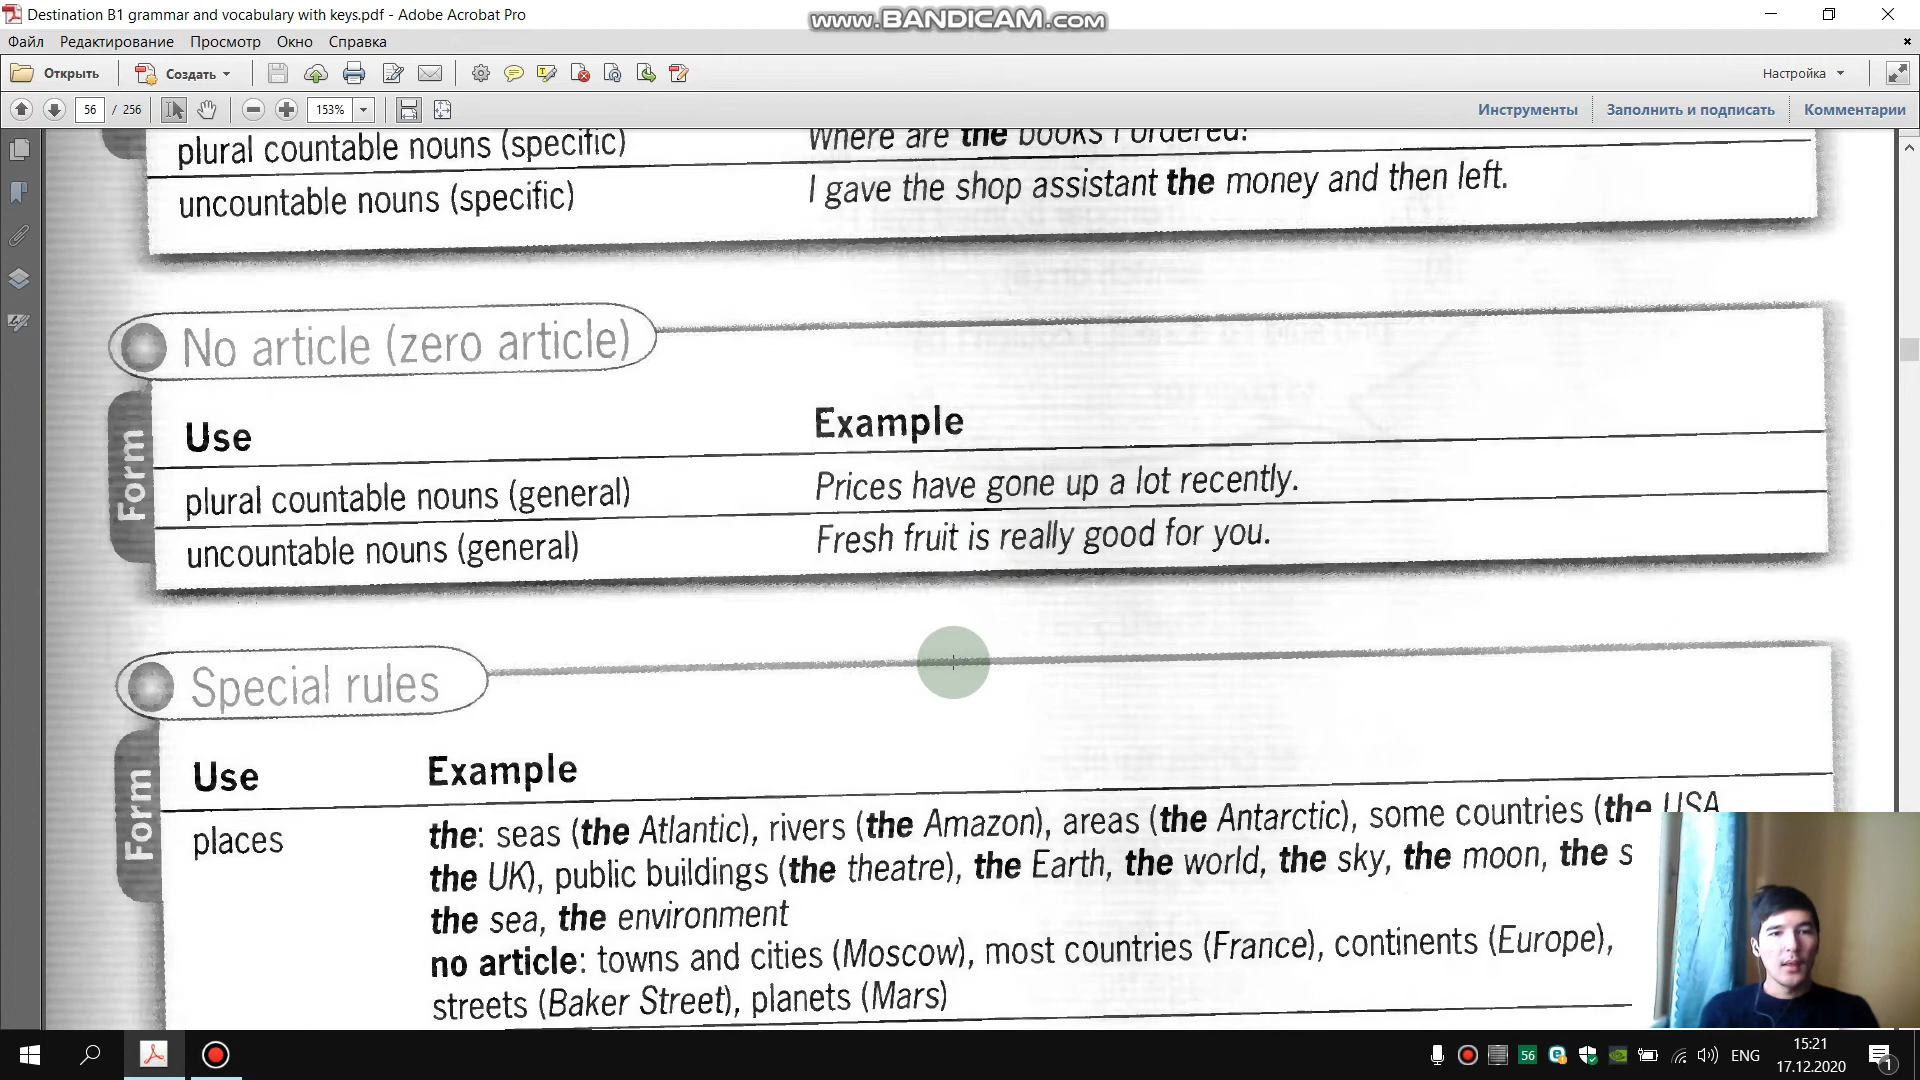 Destination B1 grammar and vocabulary with keys.pdf - Adobe Acrobat Pro
www.BANDICAM.com
Файл Редактирование Просмотр Окно Справка
Открыть Создать Настройка
56 / 256 153% Инструменты Заполнить и подписать Комментарии
plural countable nouns (specific) Where are the books I ordered?
uncountable nouns (specific) I gave the shop assistant the money and then left.
No article (zero article)
Form
Use Example
plural countable nouns (general) Prices have gone up a lot recently.
uncountable nouns (general) Fresh fruit is really good for you.
Special rules
Form
Use Example
places the: seas (the Atlantic), rivers (the Amazon), areas (the Antarctic), some countries (the USA
the UK), public buildings (the theatre), the Earth, the world, the sky, the moon, the s
the sea, the environment
no article: towns and cities (Moscow), most countries (France), continents (Europe),
streets (Baker Street), planets (Mars)
56 ENG 15:21
17.12.2020
1